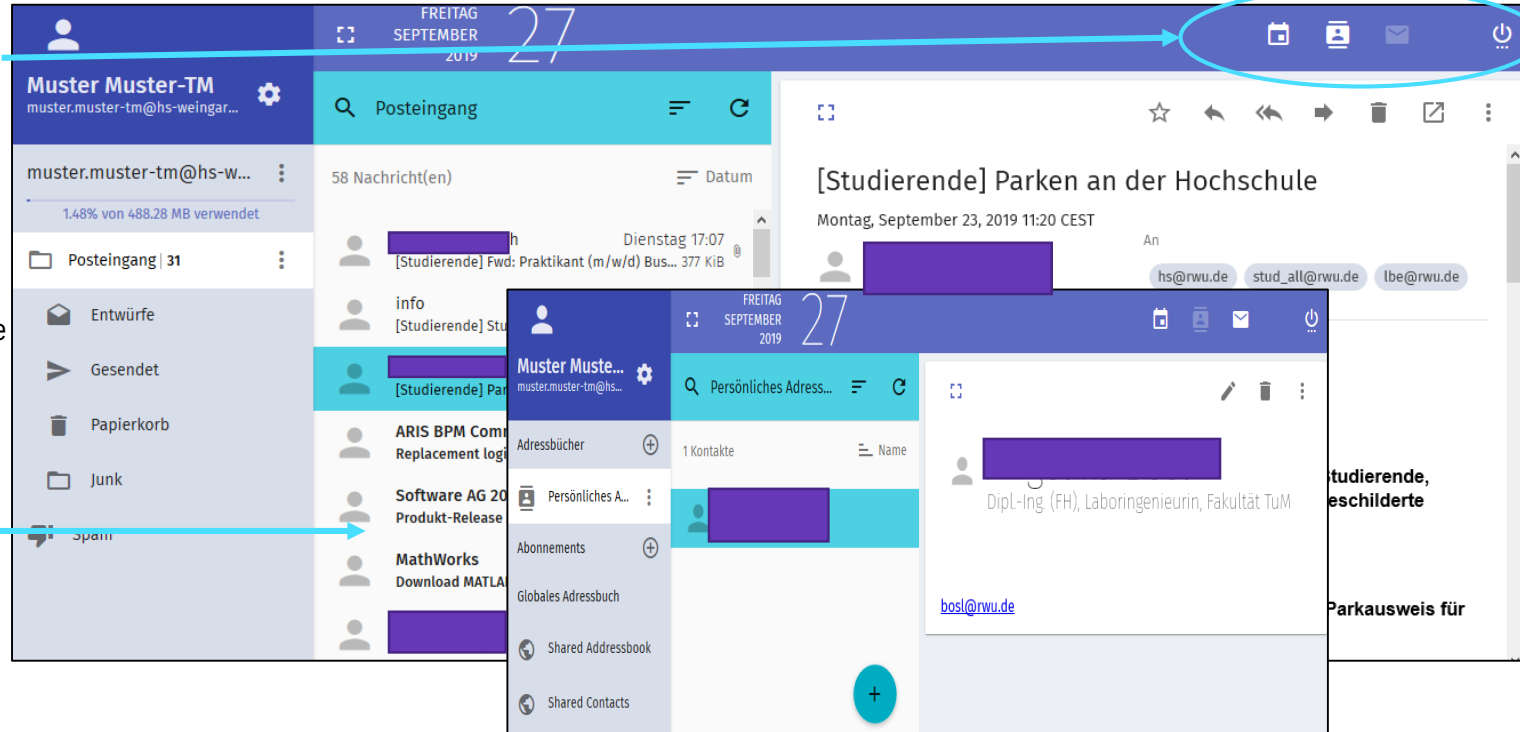 FREITAG
SEPTEMBER
2019
27
Muster Muster-TM
muster.muster-tm@hs-weingar...
Posteingang
muster.muster-tm@hs-w...
1.48% von 488.28 MB verwendet
Posteingang | 31
Entwürfe
Gesendet
Papierkorb
Junk
Spam
e
58 Nachricht(en)
Datum
h Dienstag 17:07
[Studierende] Fwd: Praktikant (m/w/d) Bus... 377 KiB
info
[Studierende] Stu
[Studierende] Par
ARIS BPM Com
Replacement logi
Software AG 20
Produkt-Release
MathWorks
Download MATLA
[Studierende] Parken an der Hochschule
Montag, September 23, 2019 11:20 CEST
An
hs@rwu.de stud_all@rwu.de lbe@rwu.de
tudierende,
eschilderte
Parkausweis für
FREITAG
SEPTEMBER
2019
27
Muster Muste...
muster.muster-tm@hs...
Persönliches Adress...
Adressbücher
Persönliches A...
Abonnements
Globales Adressbuch
Shared Addressbook
Shared Contacts
1 Kontakte
Name
Dipl.-Ing. (FH), Laboringenieurin, Fakultät TuM
bosl@rwu.de